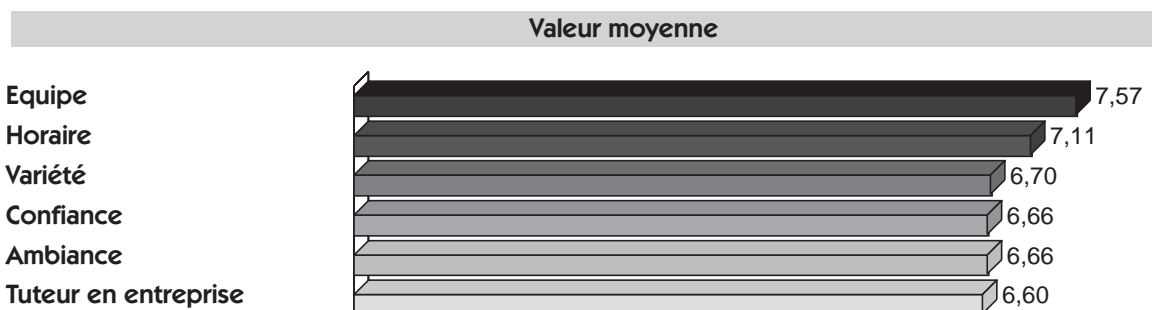 Valeur moyenne
Equipe 7,57
Horaire 7,11
Variété 6,70
Confiance 6,66
Ambiance 6,66
Tuteur en entreprise 6,60